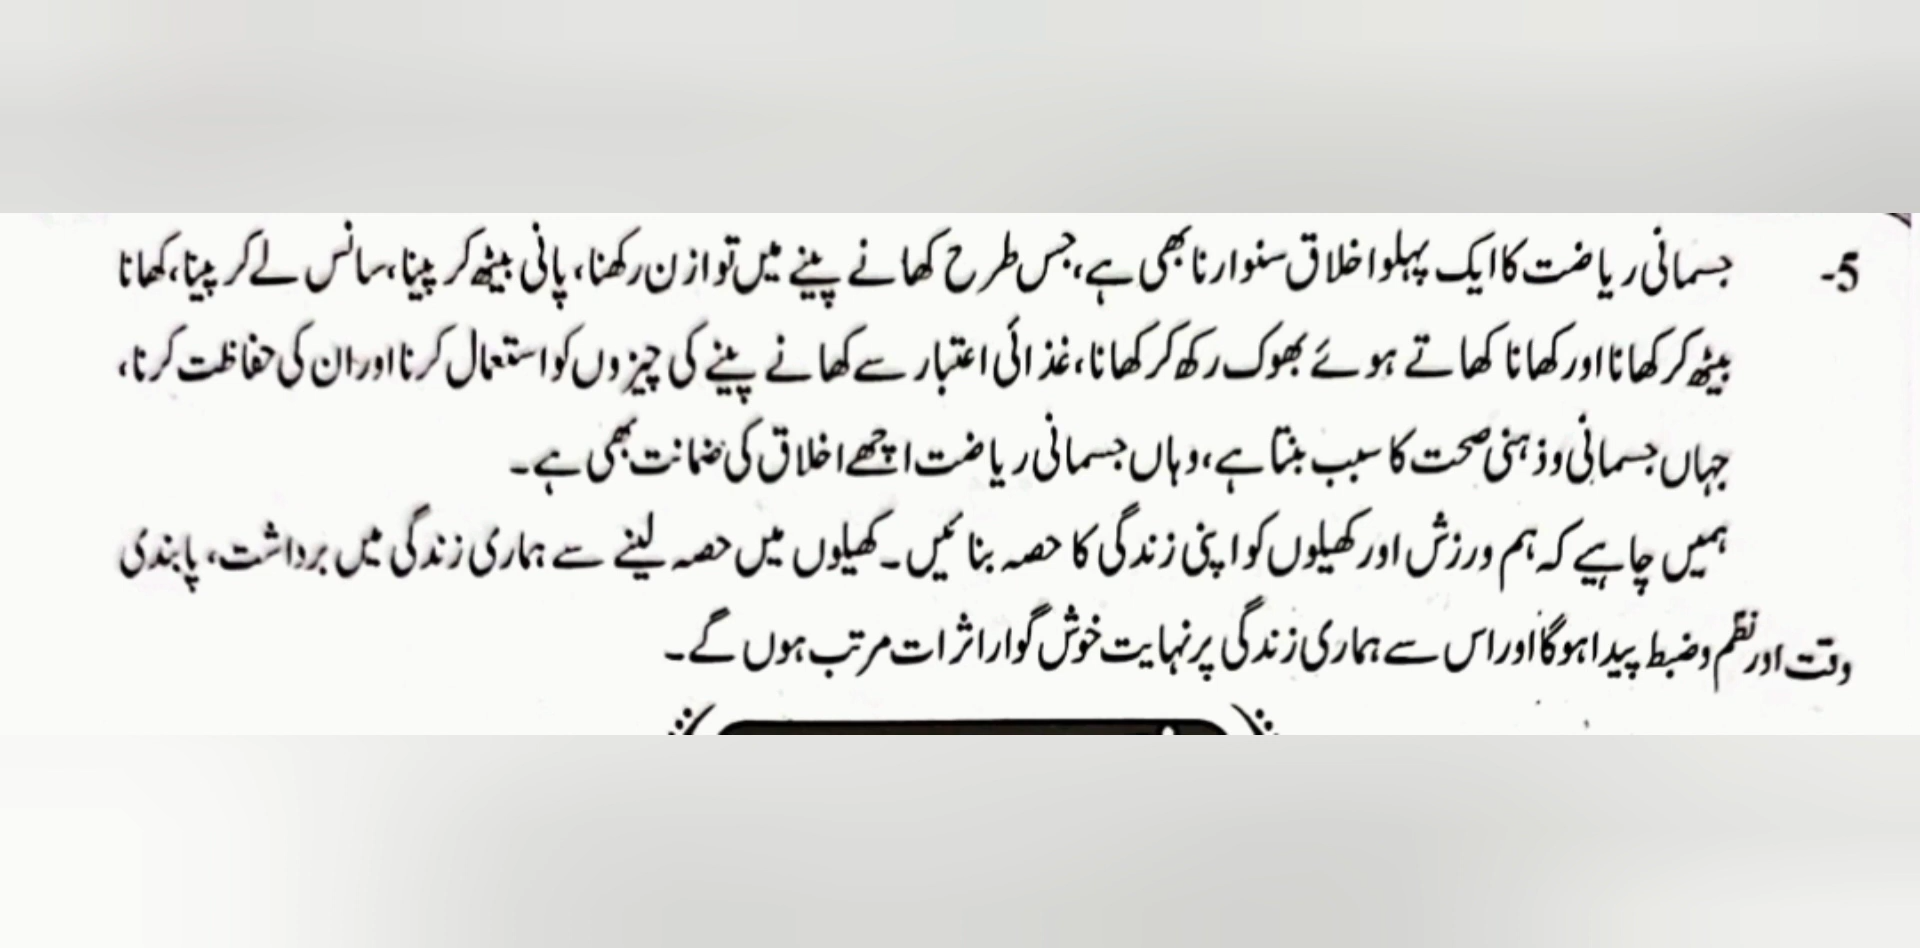 5- جسمانی ریاضت کا ایک پہلو اخلاق سنوارنا بھی ہے، جس طرح کھانے پینے میں توازن رکھنا، پانی بیٹھ کر پینا، سانس لے کر پینا، کھانا
بیٹھ کر کھانا اور کھانا کھاتے ہوئے بھوک رکھ کر کھانا، غذائی اعتبار سے کھانے پینے کی چیزوں کو استعمال کرنا اور ان کی حفاظت کرنا،
جہاں جسمانی و ذہنی صحت کا سبب بنتا ہے، وہاں جسمانی ریاضت اچھے اخلاق کی ضمانت بھی ہے۔
ہمیں چاہیے کہ ہم ورزش اور کھیلوں کو اپنی زندگی کا حصہ بنائیں۔ کھیلوں میں حصہ لینے سے ہماری زندگی میں برداشت، پابندی
وقت اور نظم و ضبط پیدا ہوگا اور اس سے ہماری زندگی پر نہایت خوش گوار اثرات مرتب ہوں گے۔